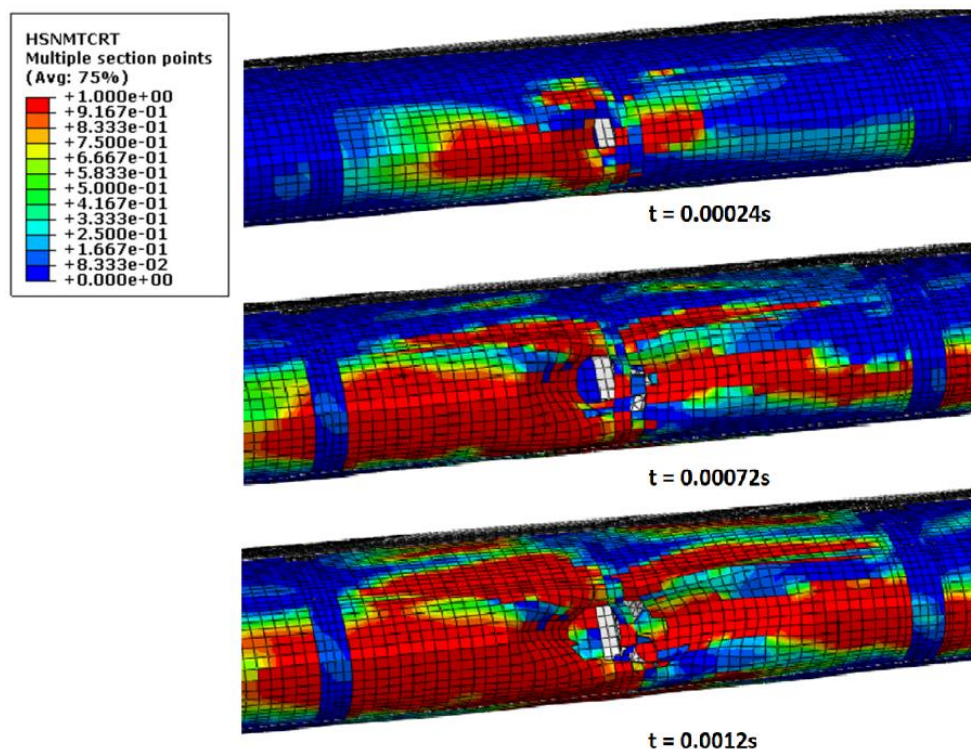 HSNMTCRT
Multiple section points
(Avg: 75%)
+1.000e+00
+9.167e-01
+8.333e-01
+7.500e-01
+6.667e-01
+5.833e-01
+5.000e-01
+4.167e-01
+3.333e-01
+2.500e-01
+1.667e-01
+8.333e-02
+0.000e+00
t = 0.00024s
t = 0.00072s
t = 0.0012s